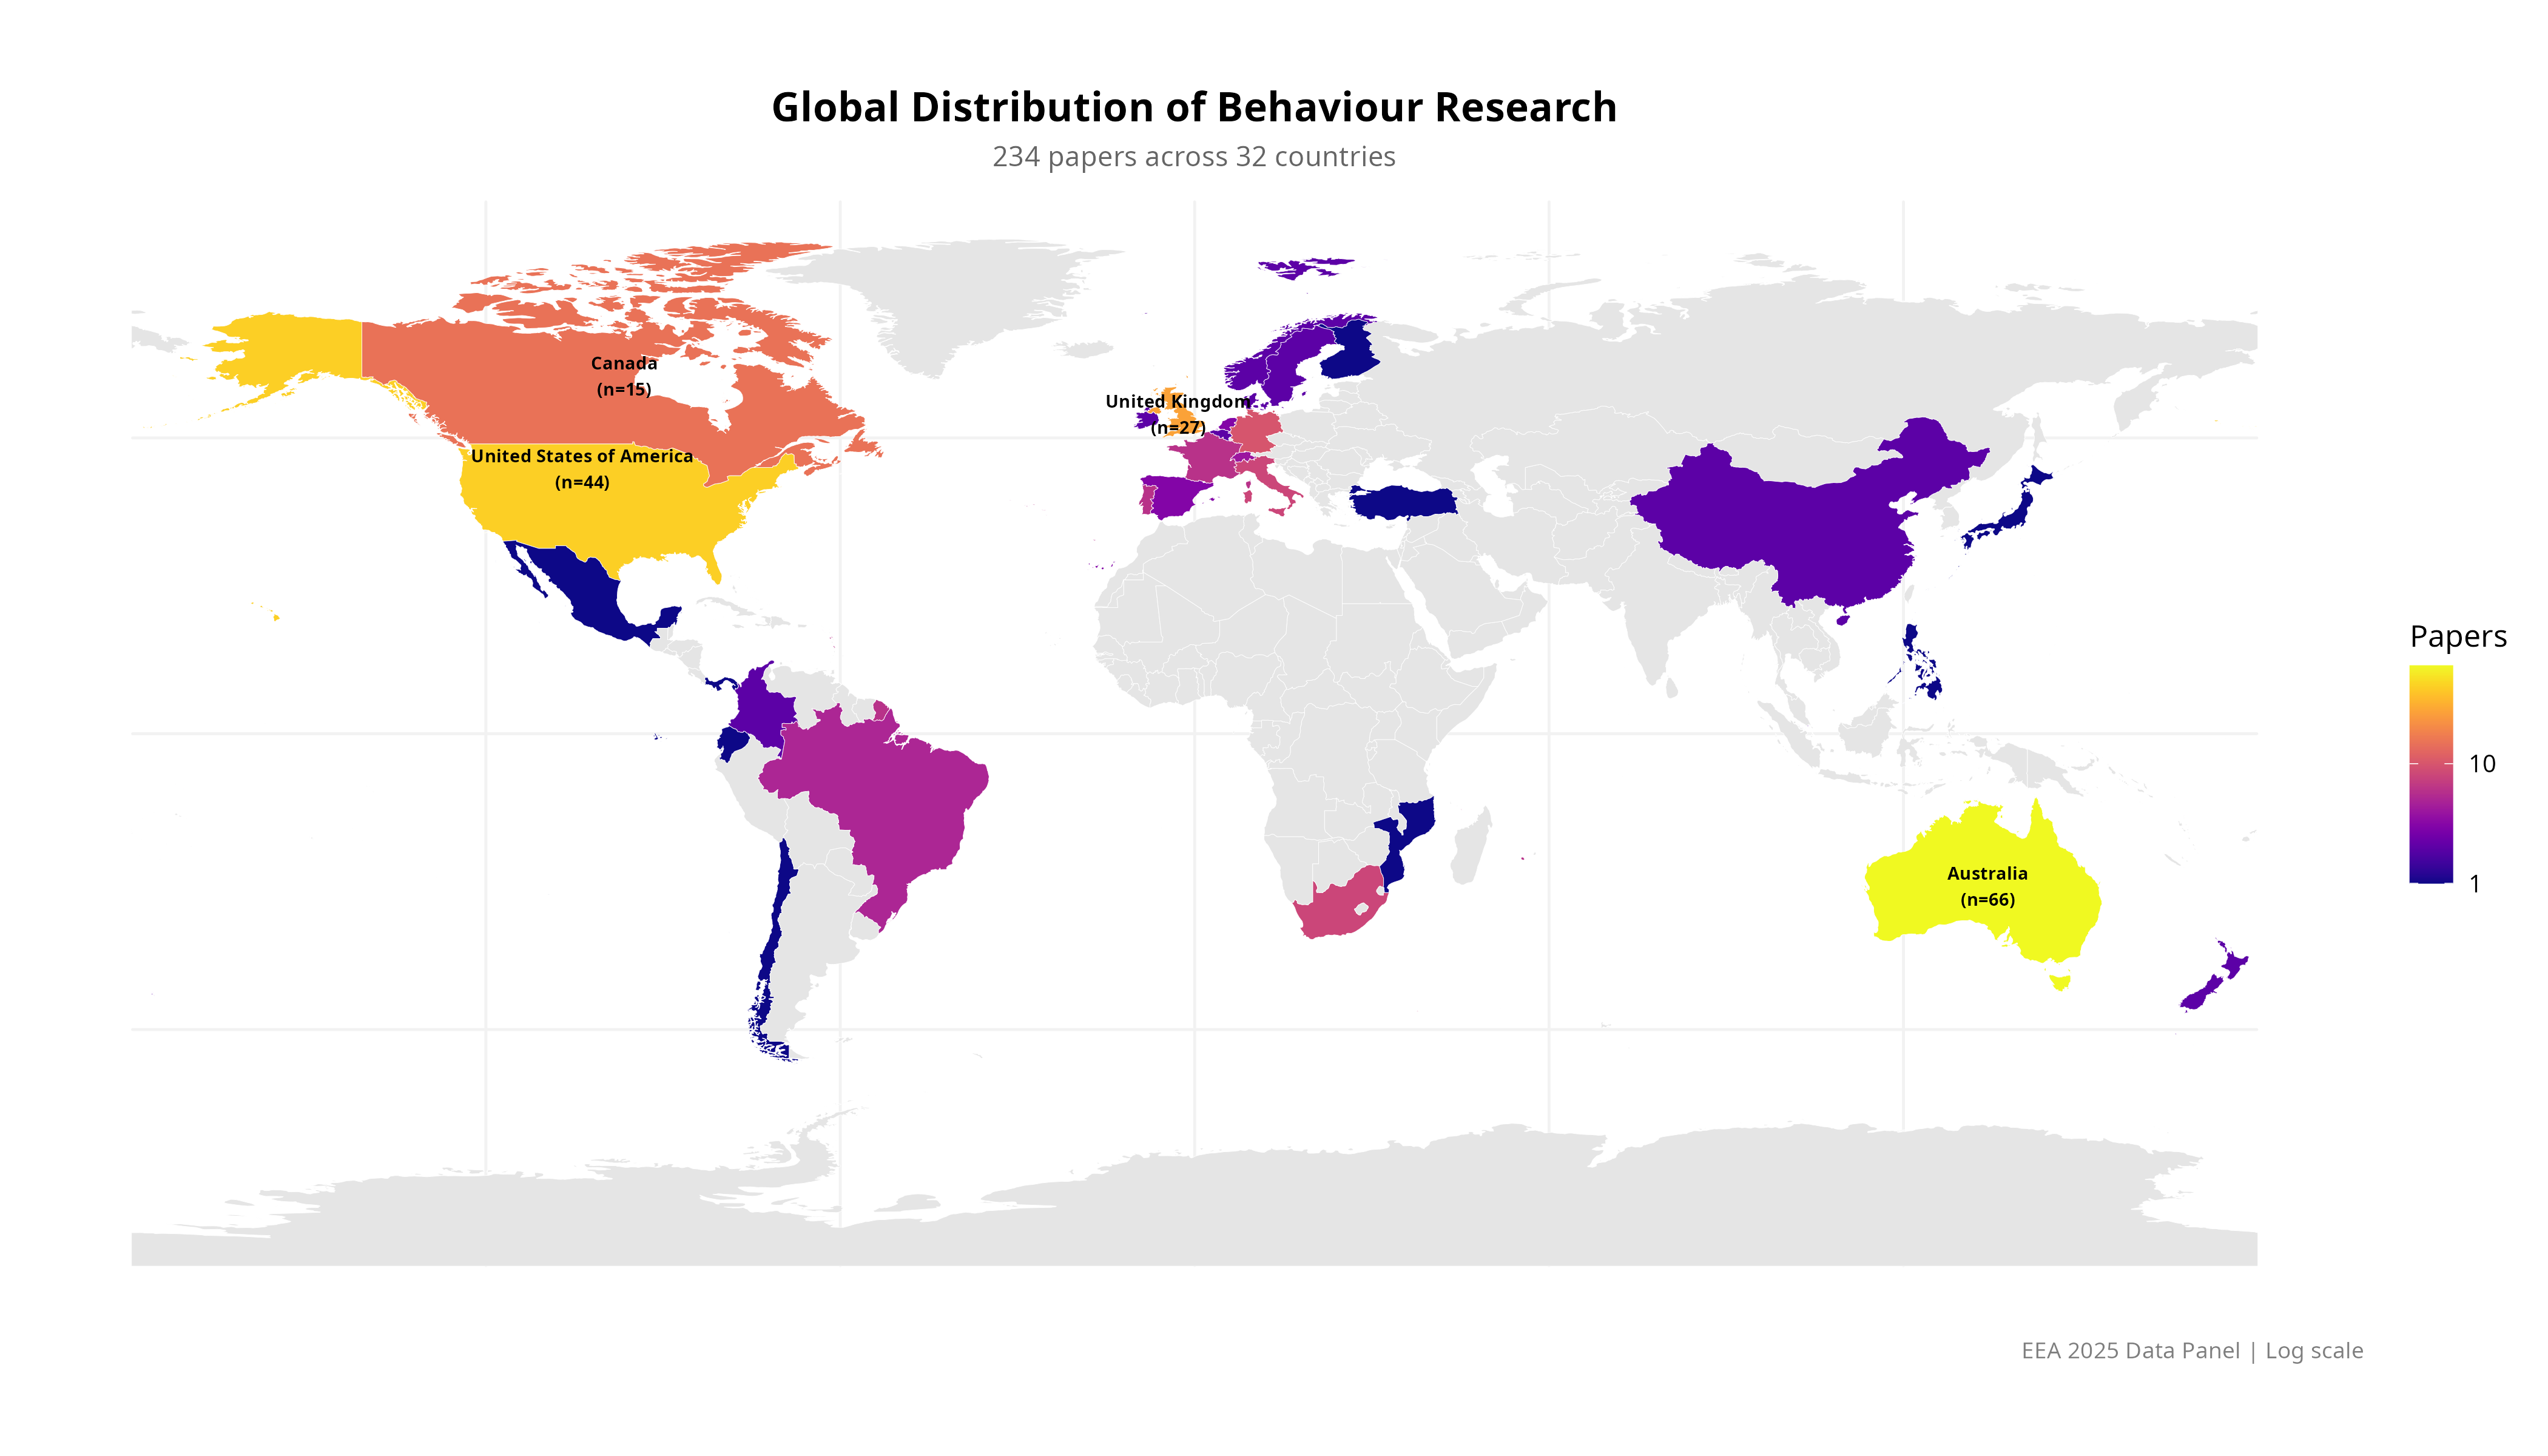 Global Distribution of Behaviour Research
234 papers across 32 countries
Canada
(n=15)
United Kingdom
(n=27)
United States of America
(n=44)
Papers
10
1
Australia
(n=66)
EEA 2025 Data Panel | Log scale